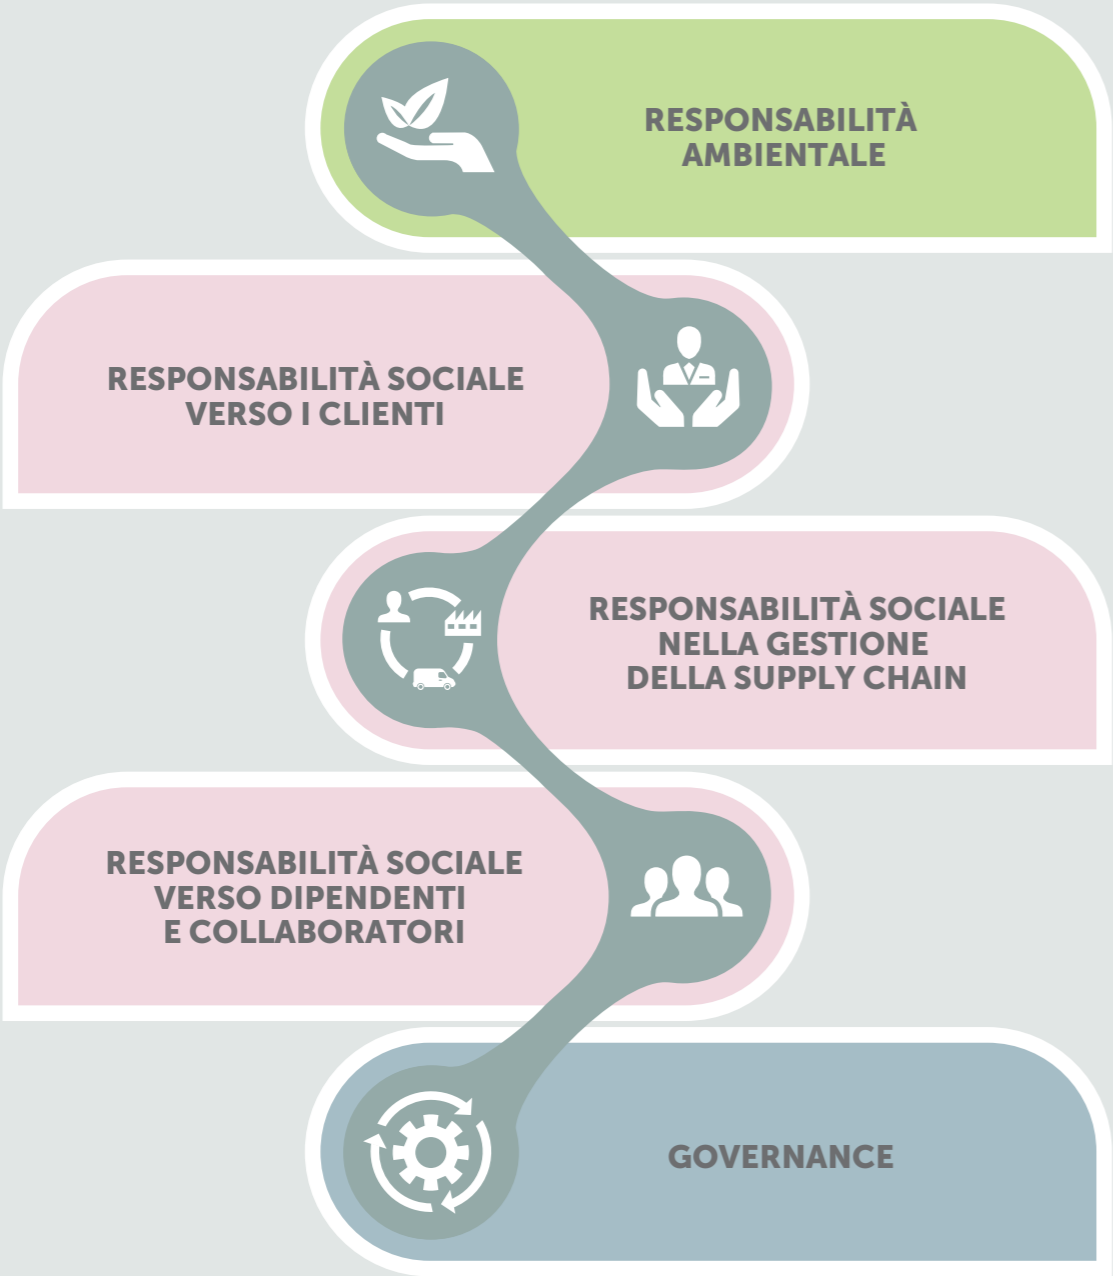 RESPONSABILITÀ
AMBIENTALE
RESPONSABILITÀ SOCIALE
VERSO I CLIENTI
RESPONSABILITÀ SOCIALE
NELLA GESTIONE
DELLA SUPPLY CHAIN
RESPONSABILITÀ SOCIALE
VERSO DIPENDENTI
E COLLABORATORI
GOVERNANCE